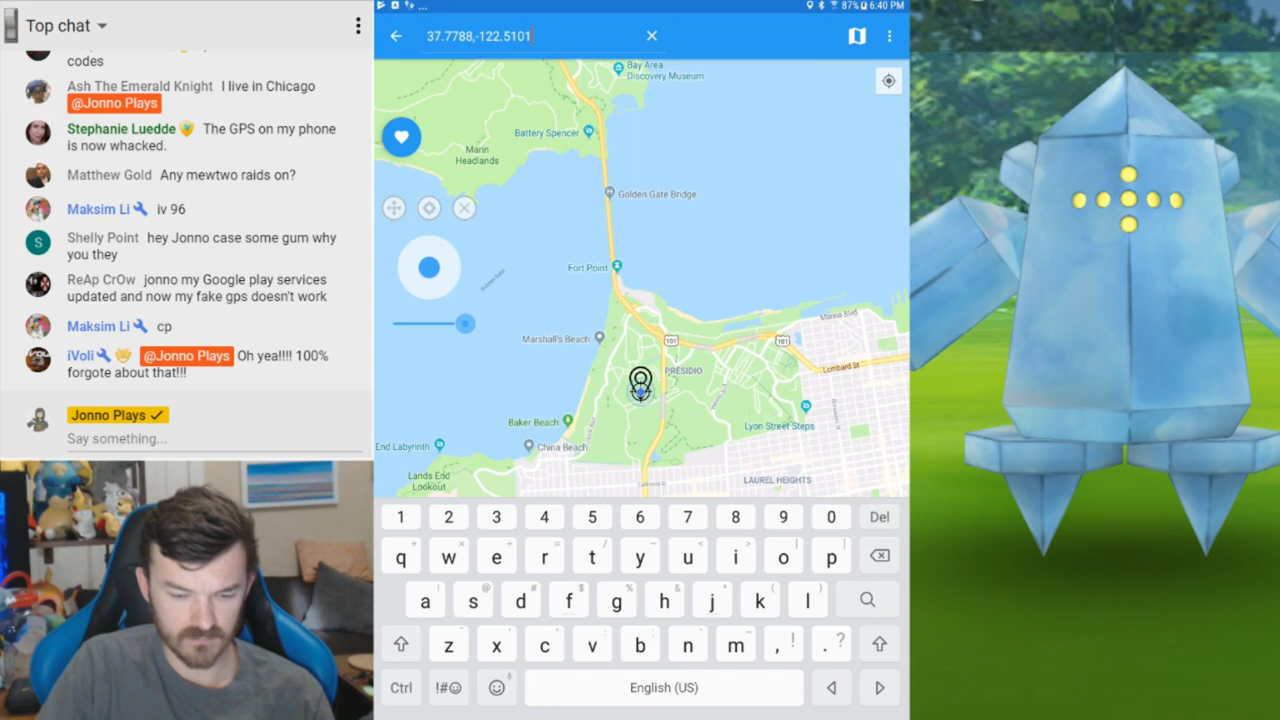 Top chat
codes
Ash The Emerald Knight I live in Chicago
@Jonno Plays
Stephanie Luedde The GPS on my phone
is now whacked.
Matthew Gold Any mewtwo raids on?
Maksim Li iv 96
S Shelly Point hey Jonno case some gum why
you they
ReAp CrOw jonno my Google play services
updated and now my fake gps doesn't work
Maksim Li cp
iVoli @Jonno Plays Oh yea!!!! 100%
forgote about that!!!
Jonno Plays
Say something...
... 87% 6:40 PM
37.7788,-122.5101
Bay Area
Discovery Museum
Battery Spencer
Marin
Headlands
Golden Gate Bridge
Golden Gate
Fort Point
Marina Blvd
Marshall's Beach
101
101
PRESIDIO
Lombard St
Baker Beach
Lyon Street Steps
End Labyrinth
China Beach
Lands End
Lookout
LAUREL HEIGHTS
1 2 3 4 5 6 7 8 9 0 Del
q w e r t y u i o p
a s d f g h j k l
z x c v b n m , ! . ?
Ctrl !#☺ English (US)